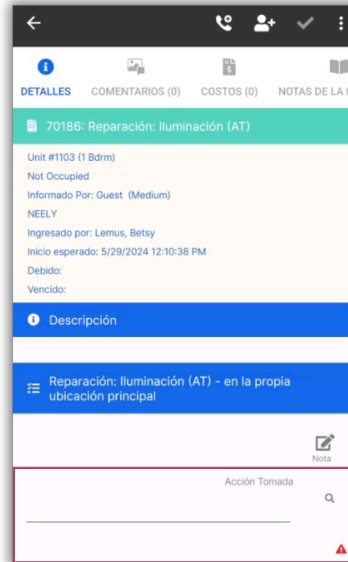 DETALLES
COMENTARIOS (0)
COSTOS (0)
NOTAS DE LA
70186: Reparación: Iluminación (AT)
Unit #1103 (1 Bdrm)
Not Occupied
Informado Por: Guest (Medium)
NEELY
Ingresado por: Lemus, Betsy
Inicio esperado: 5/29/2024 12:10:38 PM
Debido:
Vencido:
Descripción
Reparación: Iluminación (AT) - en la propia
ubicación principal
Nota
Acción Tomada